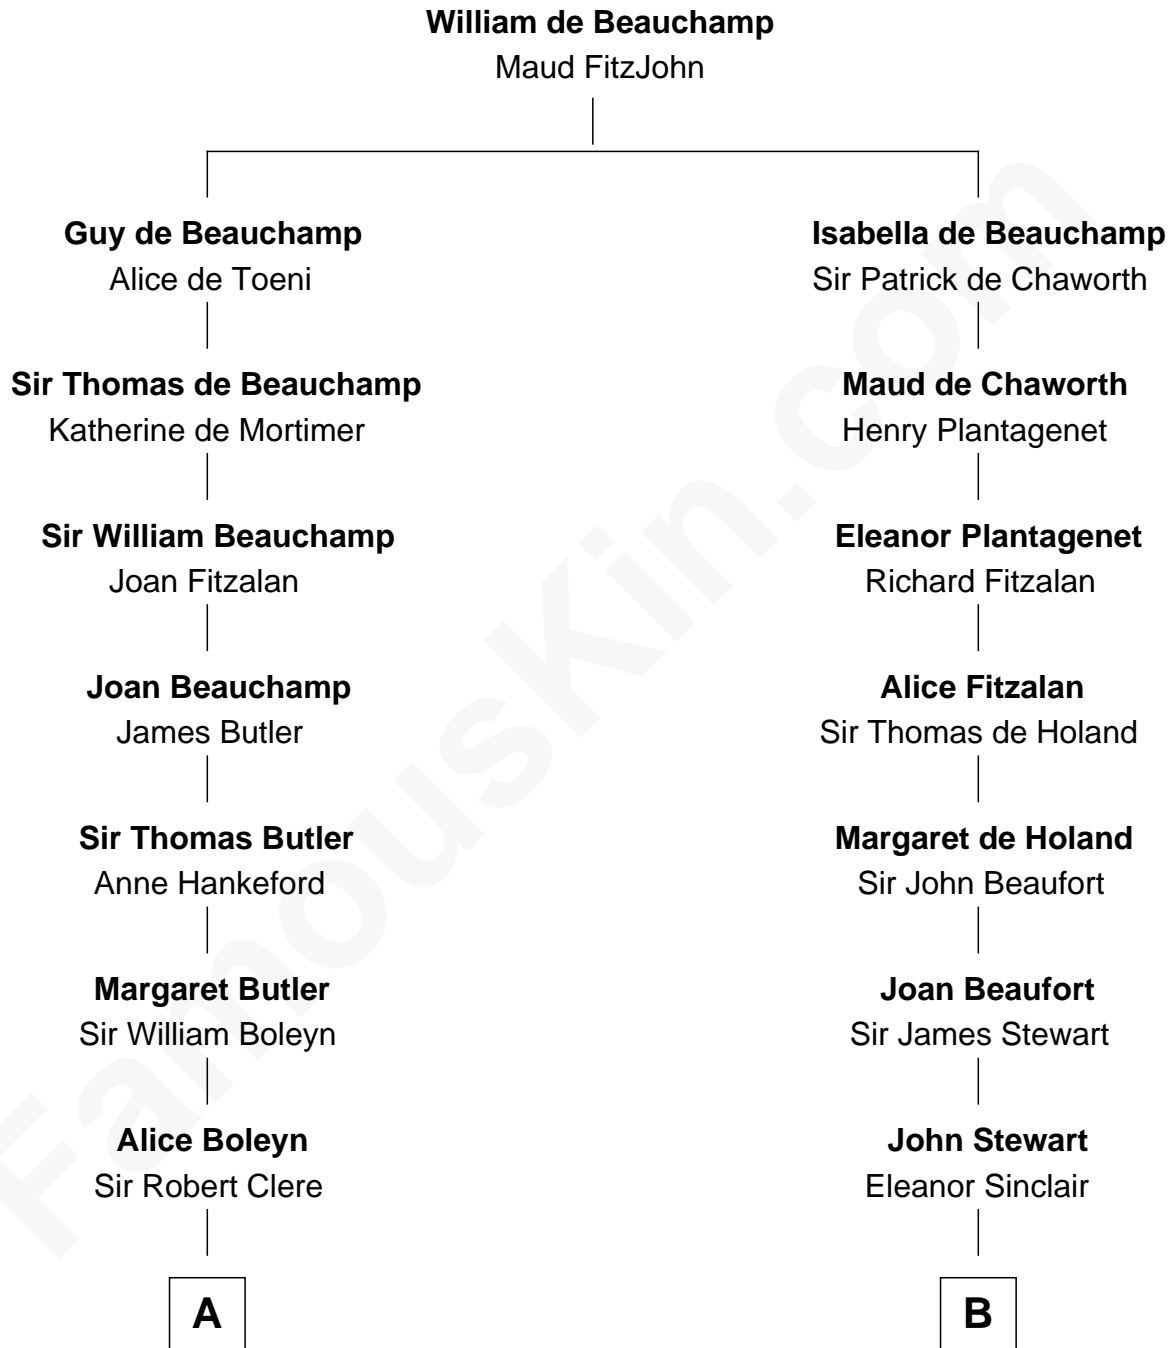 William de Beauchamp
Maud FitzJohn
Guy de Beauchamp
Alice de Toeni
Isabella de Beauchamp
Sir Patrick de Chaworth
Sir Thomas de Beauchamp
Katherine de Mortimer
Maud de Chaworth
Henry Plantagenet
Sir William Beauchamp
Joan Fitzalan
Eleanor Plantagenet
Richard Fitzalan
Joan Beauchamp
James Butler
Alice Fitzalan
Sir Thomas de Holand
Sir Thomas Butler
Anne Hankeford
Margaret de Holand
Sir John Beaufort
Margaret Butler
Sir William Boleyn
Joan Beaufort
Sir James Stewart
Alice Boleyn
Sir Robert Clere
John Stewart
Eleanor Sinclair
A
B
FamousKin.com